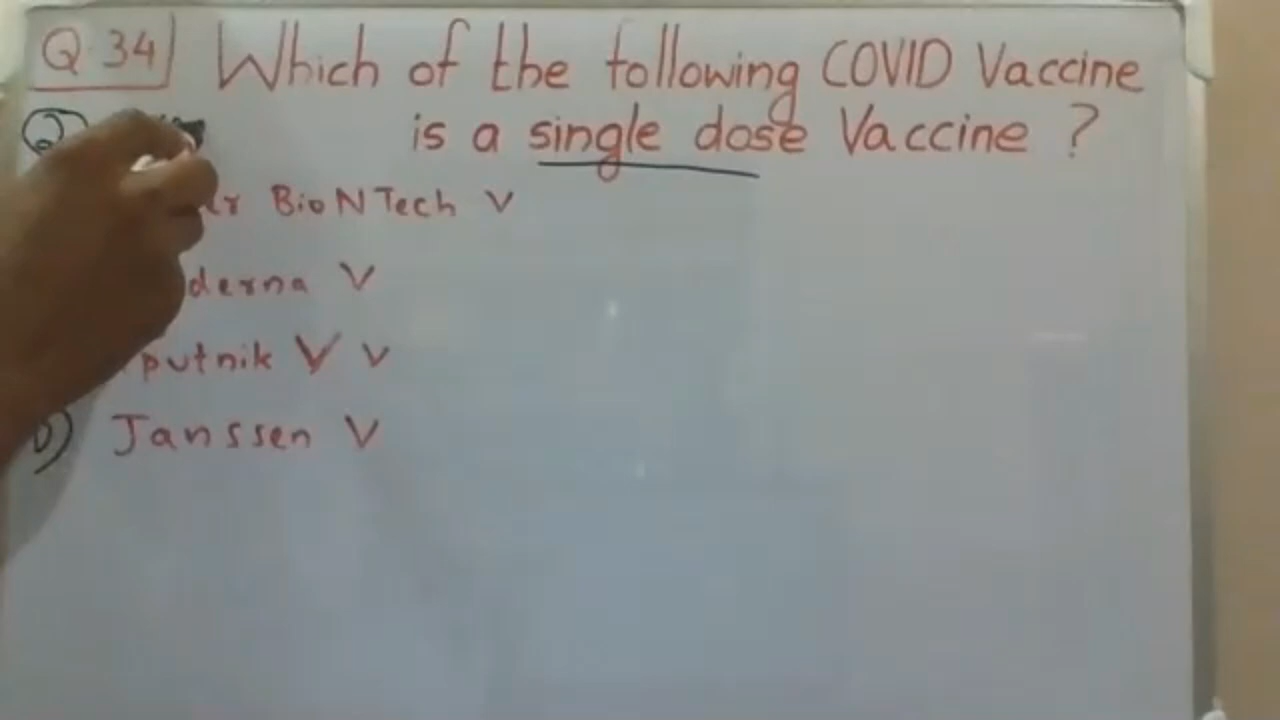 Q. 34 Which of the following COVID Vaccine
is a single dose Vaccine ?
BioNTech V
derna V
putnik V V
D) Janssen V